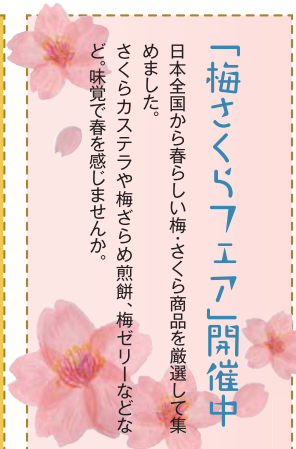 「梅さくらフェア」開催中
日本全国から春らしい梅・さくら商品を厳選して集
めました。
さくらカステラや梅ざらめ煎餅、梅ゼリーなどな
ど。味覚で春を感じませんか。